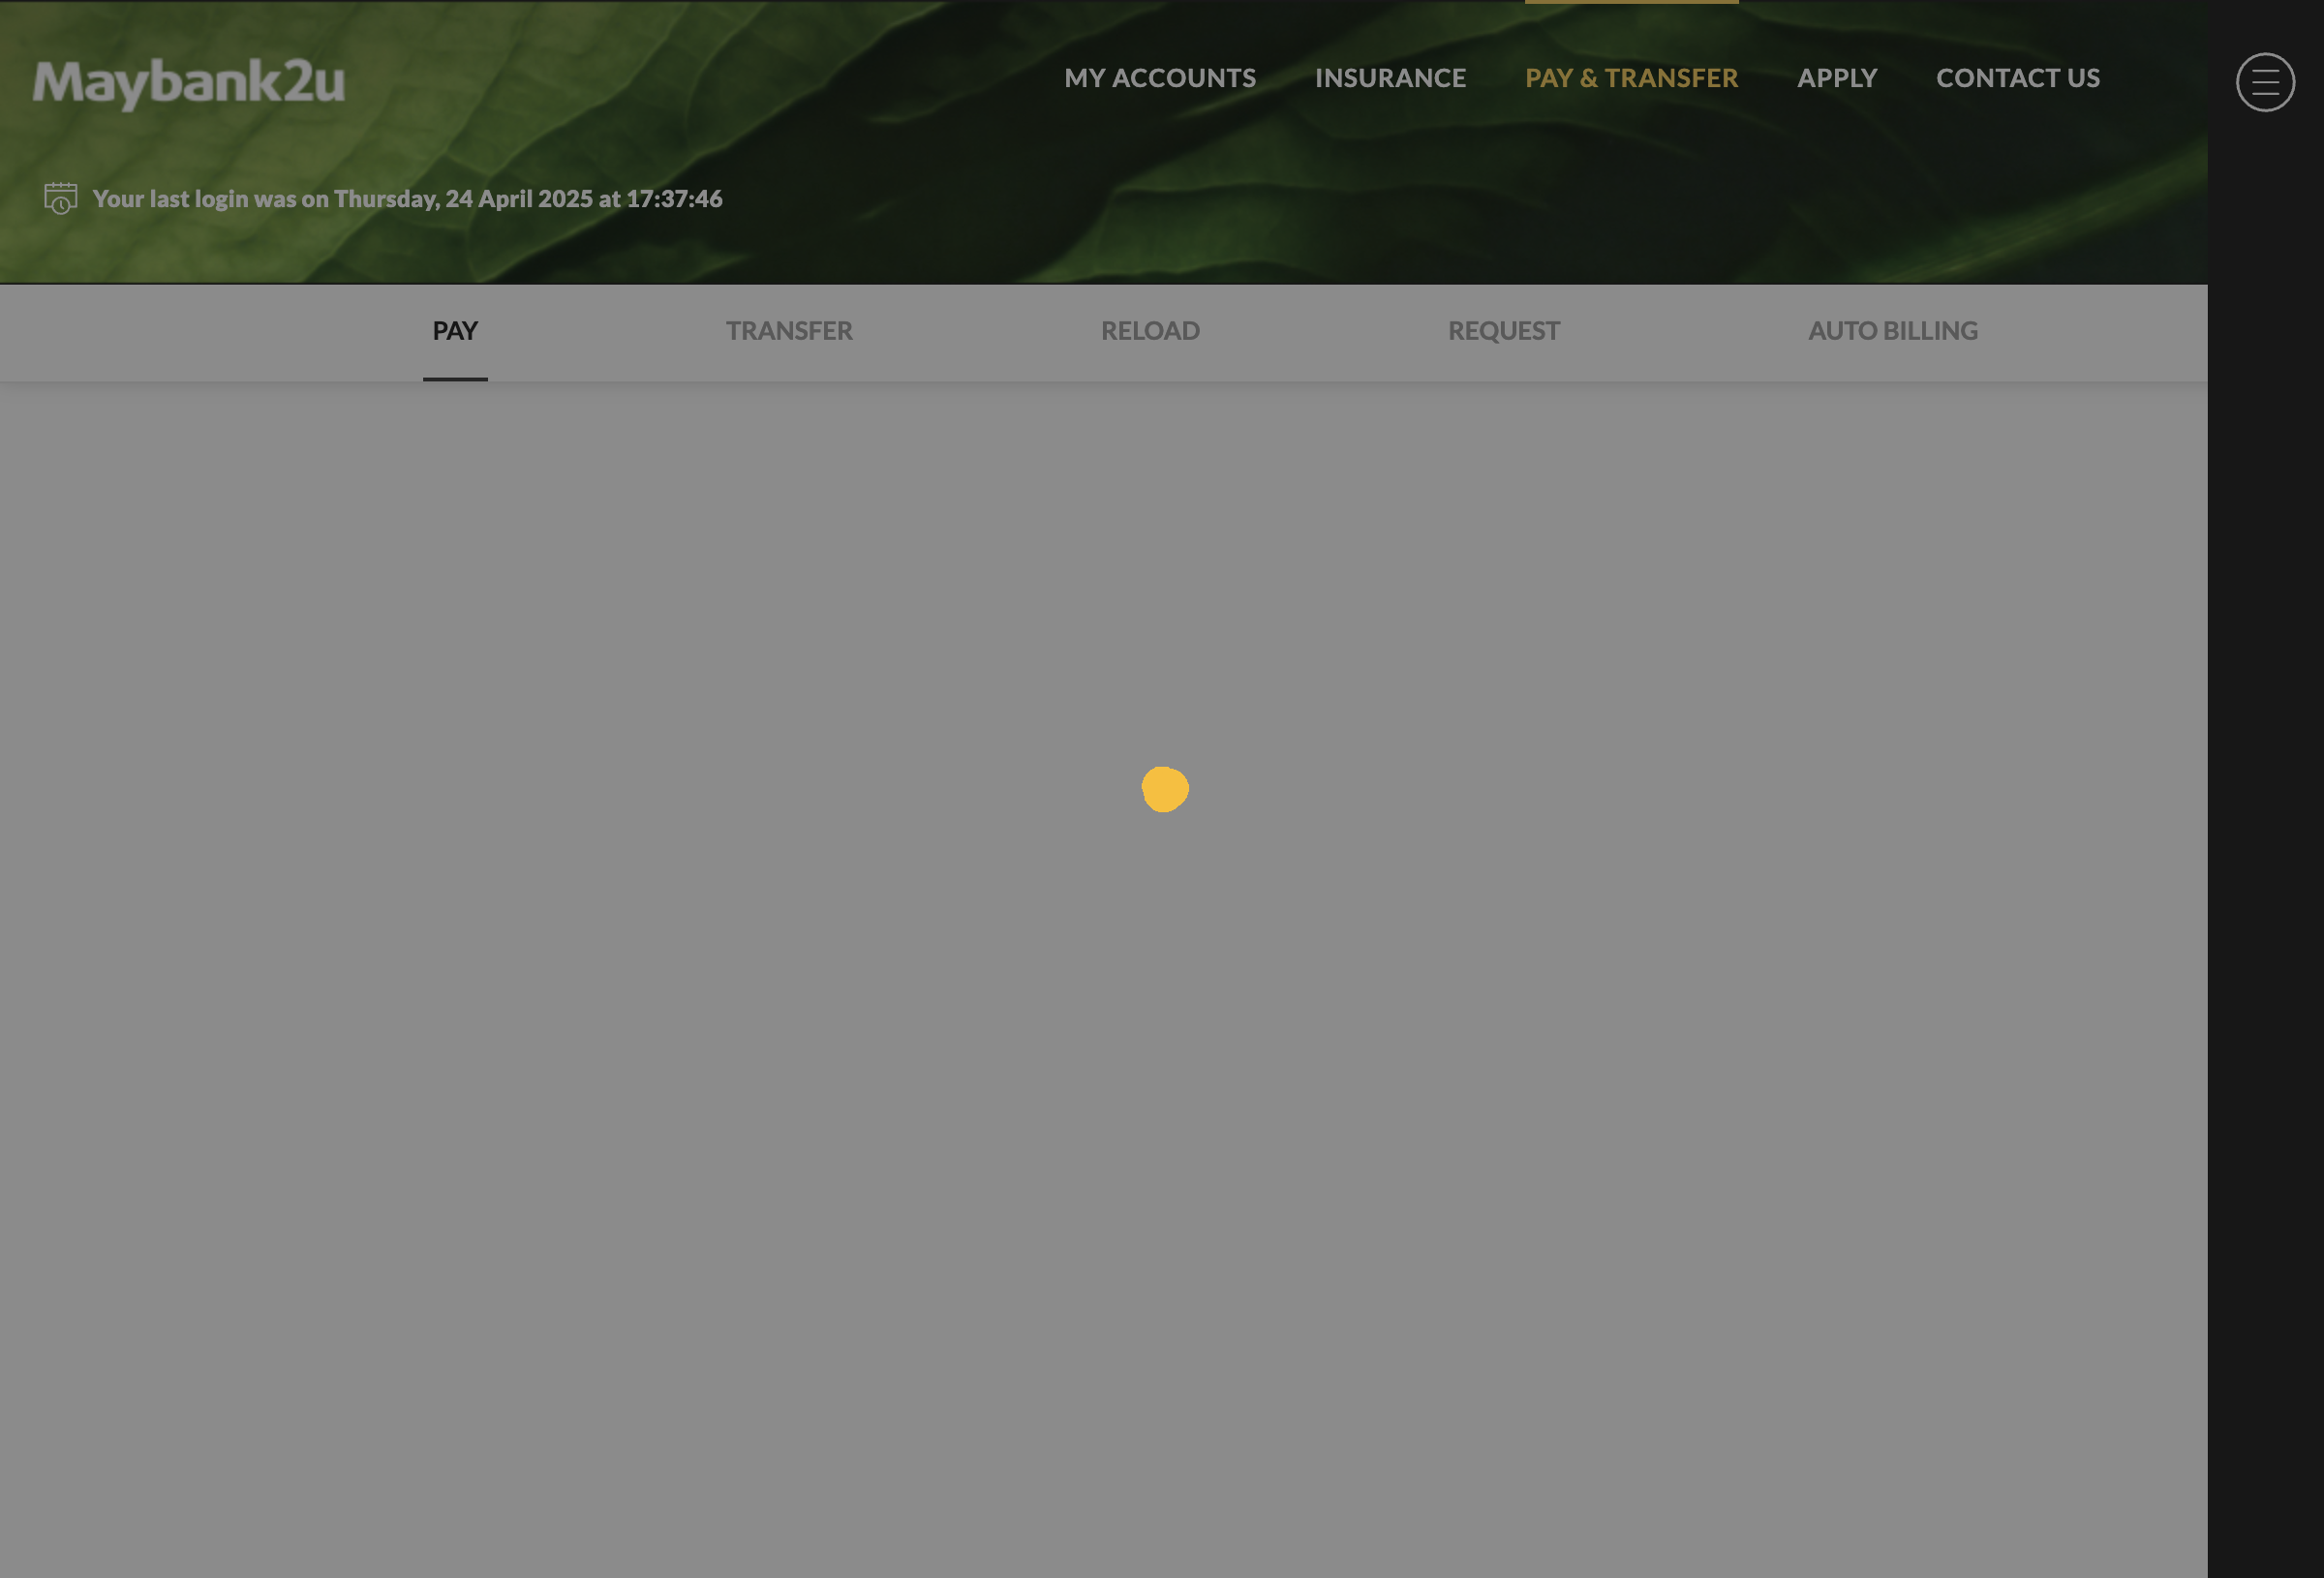 Maybank2u
MY ACCOUNTS INSURANCE PAY & TRANSFER APPLY CONTACT US
Your last login was on Thursday, 24 April 2025 at 17:37:46
PAY TRANSFER RELOAD REQUEST AUTO BILLING